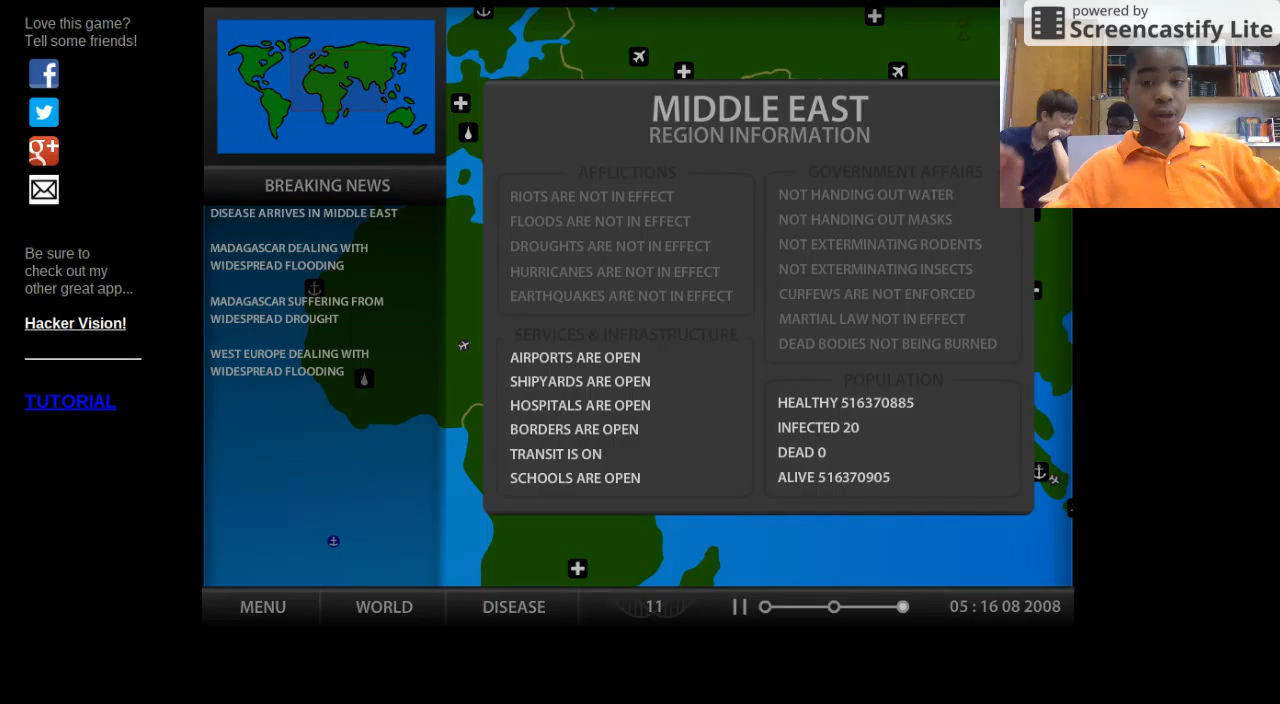 Love this game?
Tell some friends!
Be sure to
check out my
other great app...
Hacker Vision!
TUTORIAL
BREAKING NEWS
DISEASE ARRIVES IN MIDDLE EAST
MADAGASCAR DEALING WITH
WIDESPREAD FLOODING
MADAGASCAR SUFFERING FROM
WIDESPREAD DROUGHT
WEST EUROPE DEALING WITH
WIDESPREAD FLOODING
MIDDLE EAST
REGION INFORMATION
AFFLICTIONS
RIOTS ARE NOT IN EFFECT
FLOODS ARE NOT IN EFFECT
DROUGHTS ARE NOT IN EFFECT
HURRICANES ARE NOT IN EFFECT
EARTHQUAKES ARE NOT IN EFFECT
SERVICES & INFRASTRUCTURE
AIRPORTS ARE OPEN
SHIPYARDS ARE OPEN
HOSPITALS ARE OPEN
BORDERS ARE OPEN
TRANSIT IS ON
SCHOOLS ARE OPEN
GOVERNMENT AFFAIRS
NOT HANDING OUT WATER
NOT HANDING OUT MASKS
NOT EXTERMINATING RODENTS
NOT EXTERMINATING INSECTS
CURFEWS ARE NOT ENFORCED
MARTIAL LAW NOT IN EFFECT
DEAD BODIES NOT BEING BURNED
POPULATION
HEALTHY 516370885
INFECTED 20
DEAD 0
ALIVE 516370905
powered by
Screencastify Lite
MENU WORLD DISEASE 11 05 : 16 08 2008